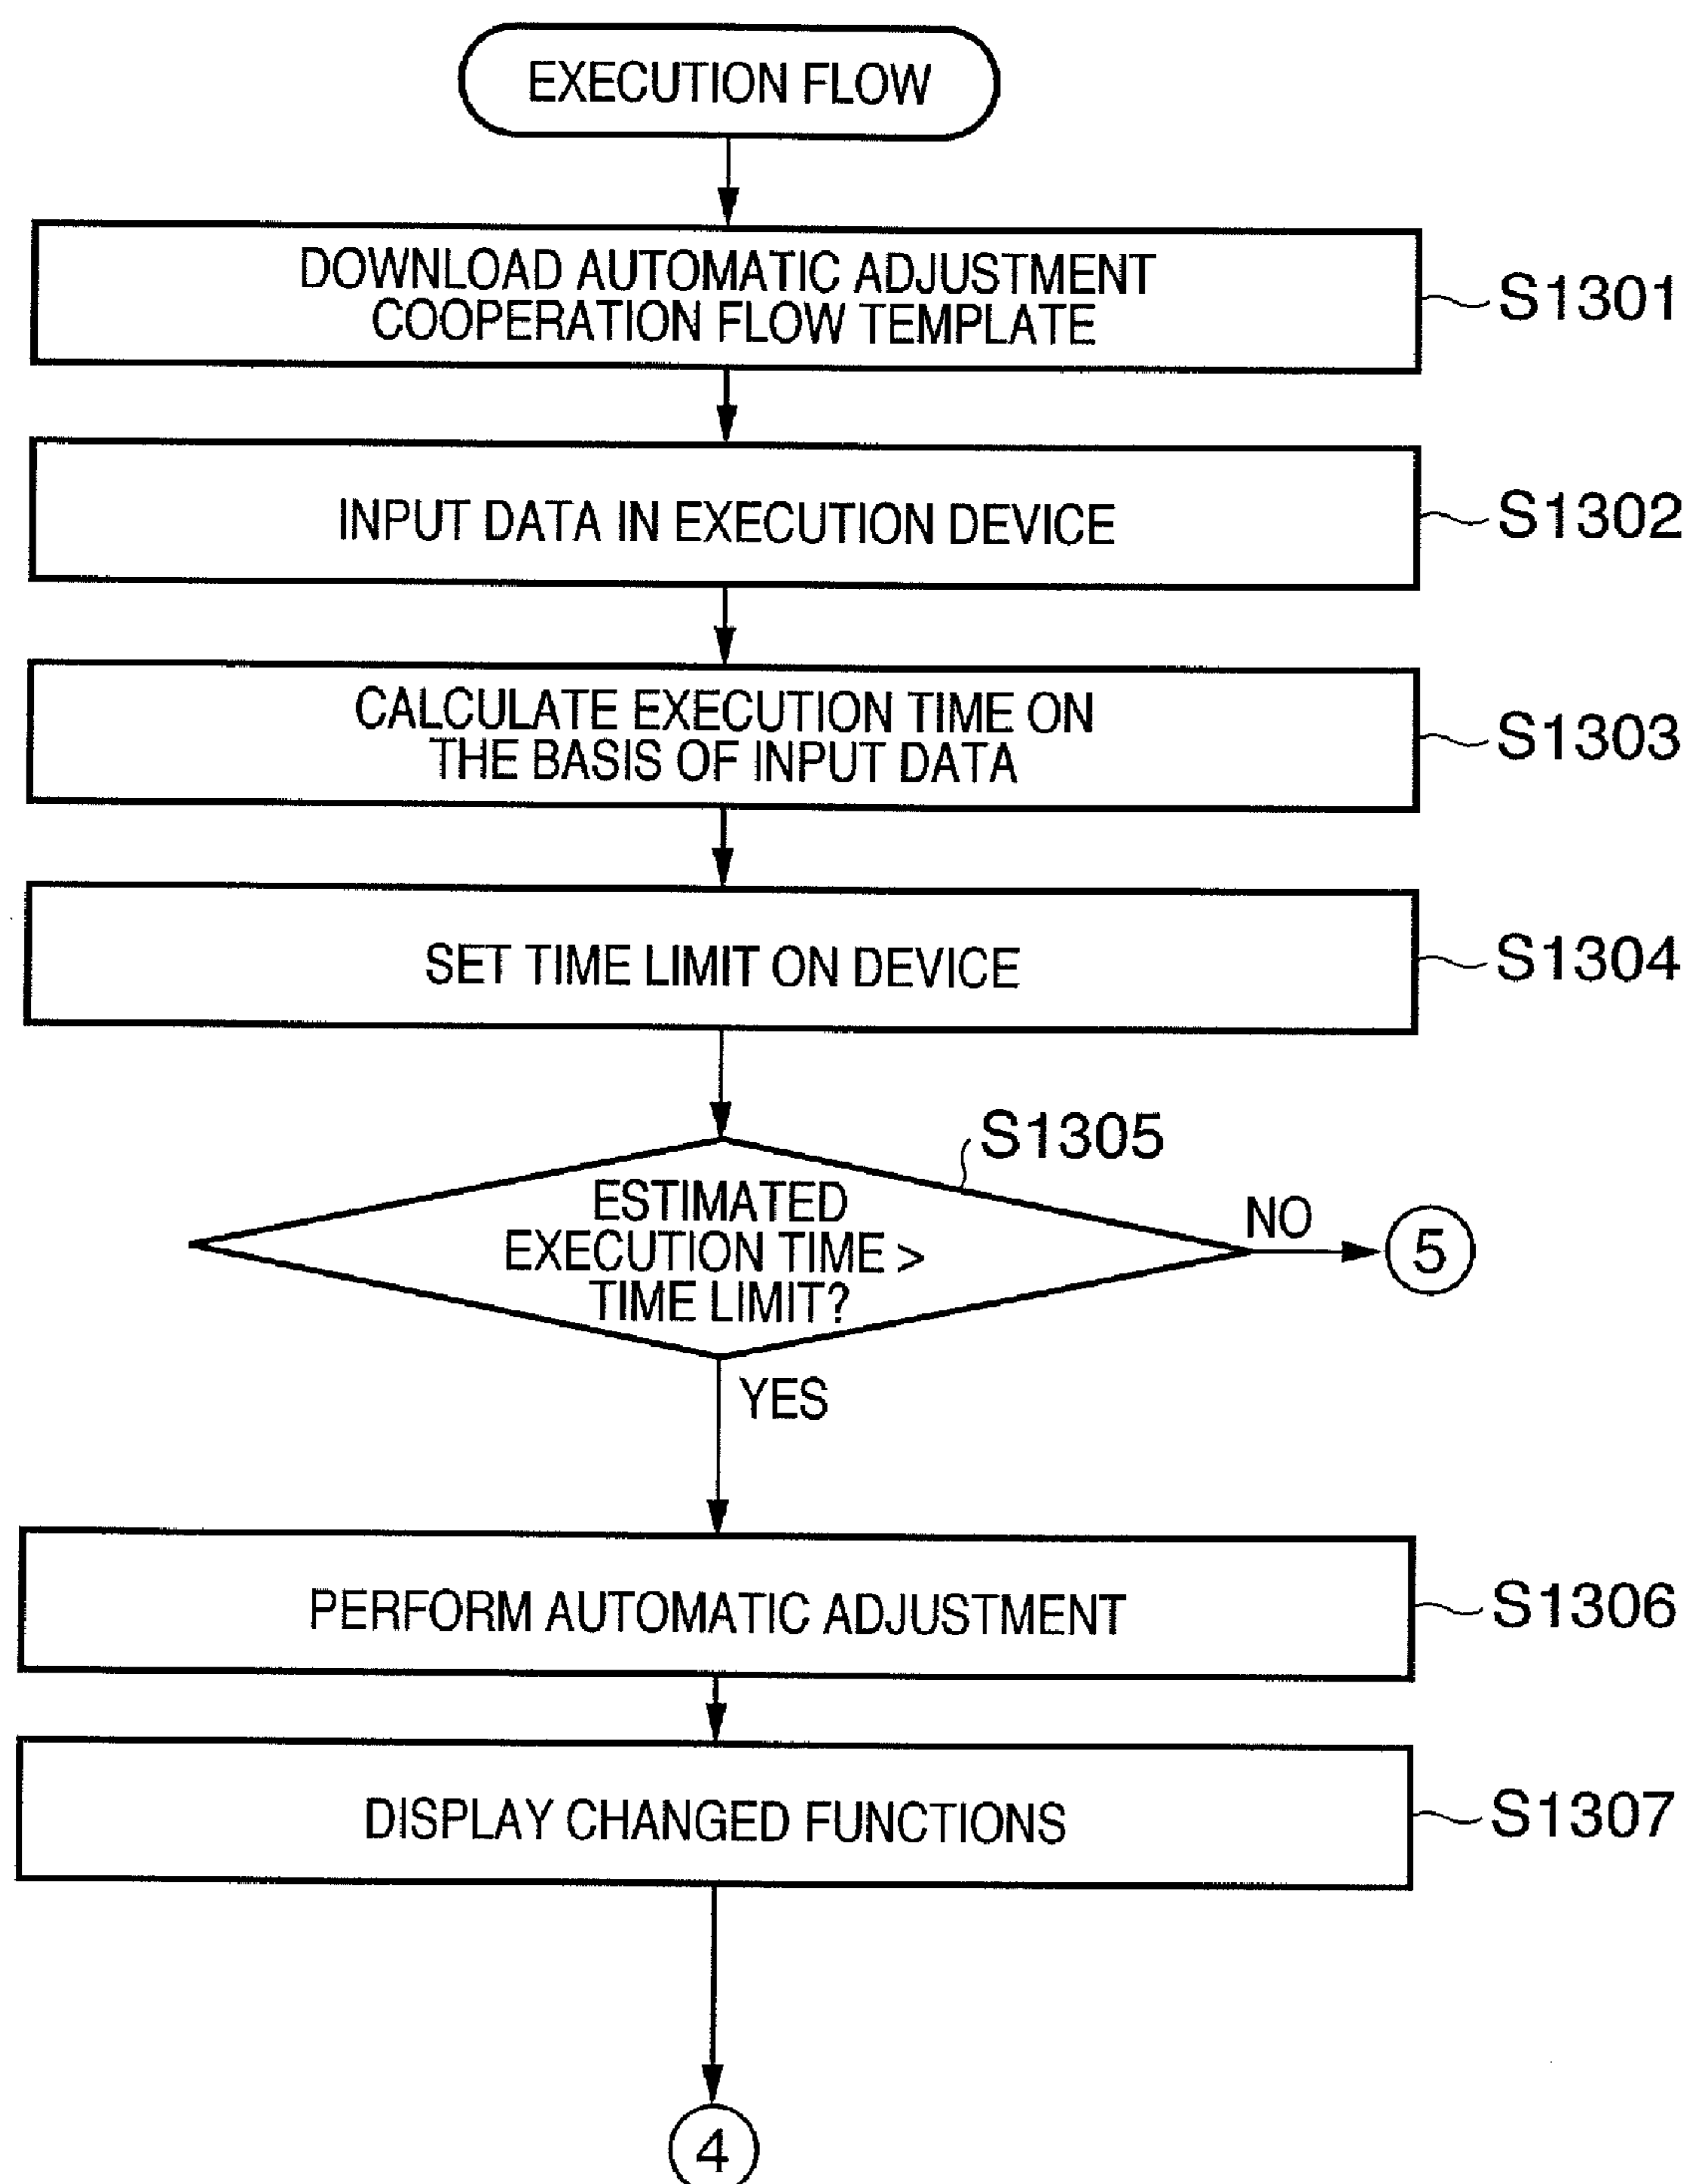 EXECUTION FLOW
DOWNLOAD AUTOMATIC ADJUSTMENT
COOPERATION FLOW TEMPLATE
S1301
INPUT DATA IN EXECUTION DEVICE
S1302
CALCULATE EXECUTION TIME ON
THE BASIS OF INPUT DATA
S1303
SET TIME LIMIT ON DEVICE
S1304
S1305
ESTIMATED
EXECUTION TIME >
TIME LIMIT?
NO
5
YES
PERFORM AUTOMATIC ADJUSTMENT
S1306
DISPLAY CHANGED FUNCTIONS
S1307
4